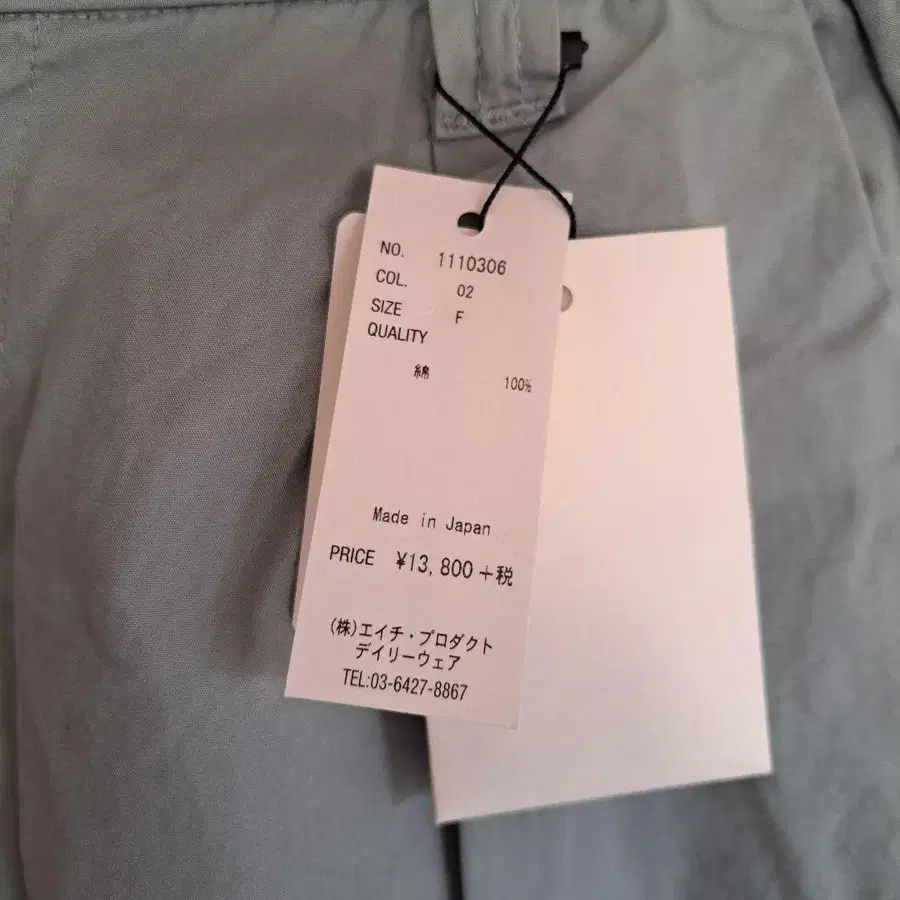 NO. 1110306
COL. 02
SIZE F
QUALITY
綿 100%
Made in Japan
PRICE ¥13,800+税
(株)エイチ・プロダクト
デイリーウェア
TEL:03-6427-8867